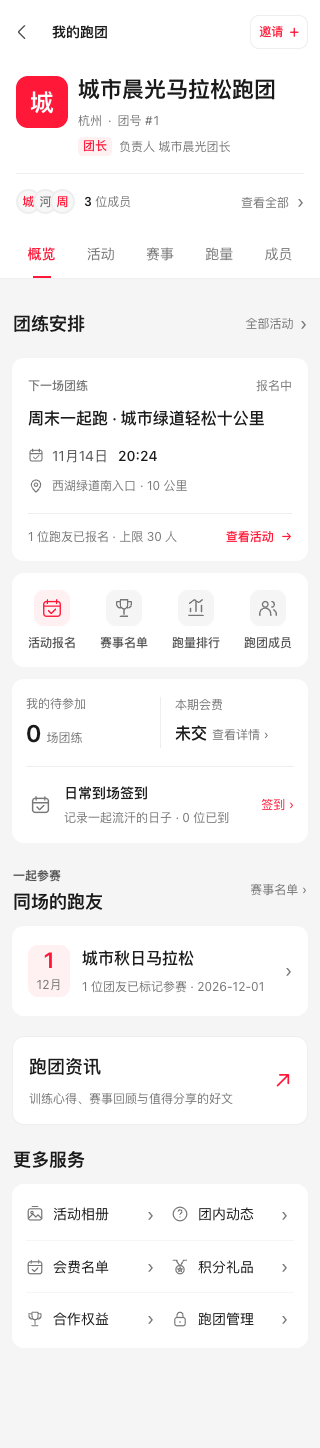 我的跑团
邀请 +
城
城市晨光马拉松跑团
杭州 · 团号 #1
团长 负责人 城市晨光团长
城 河 周 3 位成员
查看全部 ›
概览 活动 赛事 跑量 成员
团练安排
全部活动 ›
下一场团练
报名中
周末一起跑 · 城市绿道轻松十公里
11月14日 20:24
西湖绿道南入口 · 10 公里
1 位跑友已报名 · 上限 30 人
查看活动 →
活动报名 赛事名单 跑量排行 跑团成员
我的待参加
0 场团练
本期会费
未交 查看详情 ›
日常到场签到
记录一起流汗的日子 · 0 位已到
签到 ›
一起参赛
同场的跑友
赛事名单 ›
1
12月
城市秋日马拉松
1 位团友已标记参赛 · 2026-12-01
›
跑团资讯
训练心得、赛事回顾与值得分享的好文
更多服务
活动相册 › 团内动态 ›
会费名单 › 积分礼品 ›
合作权益 › 跑团管理 ›